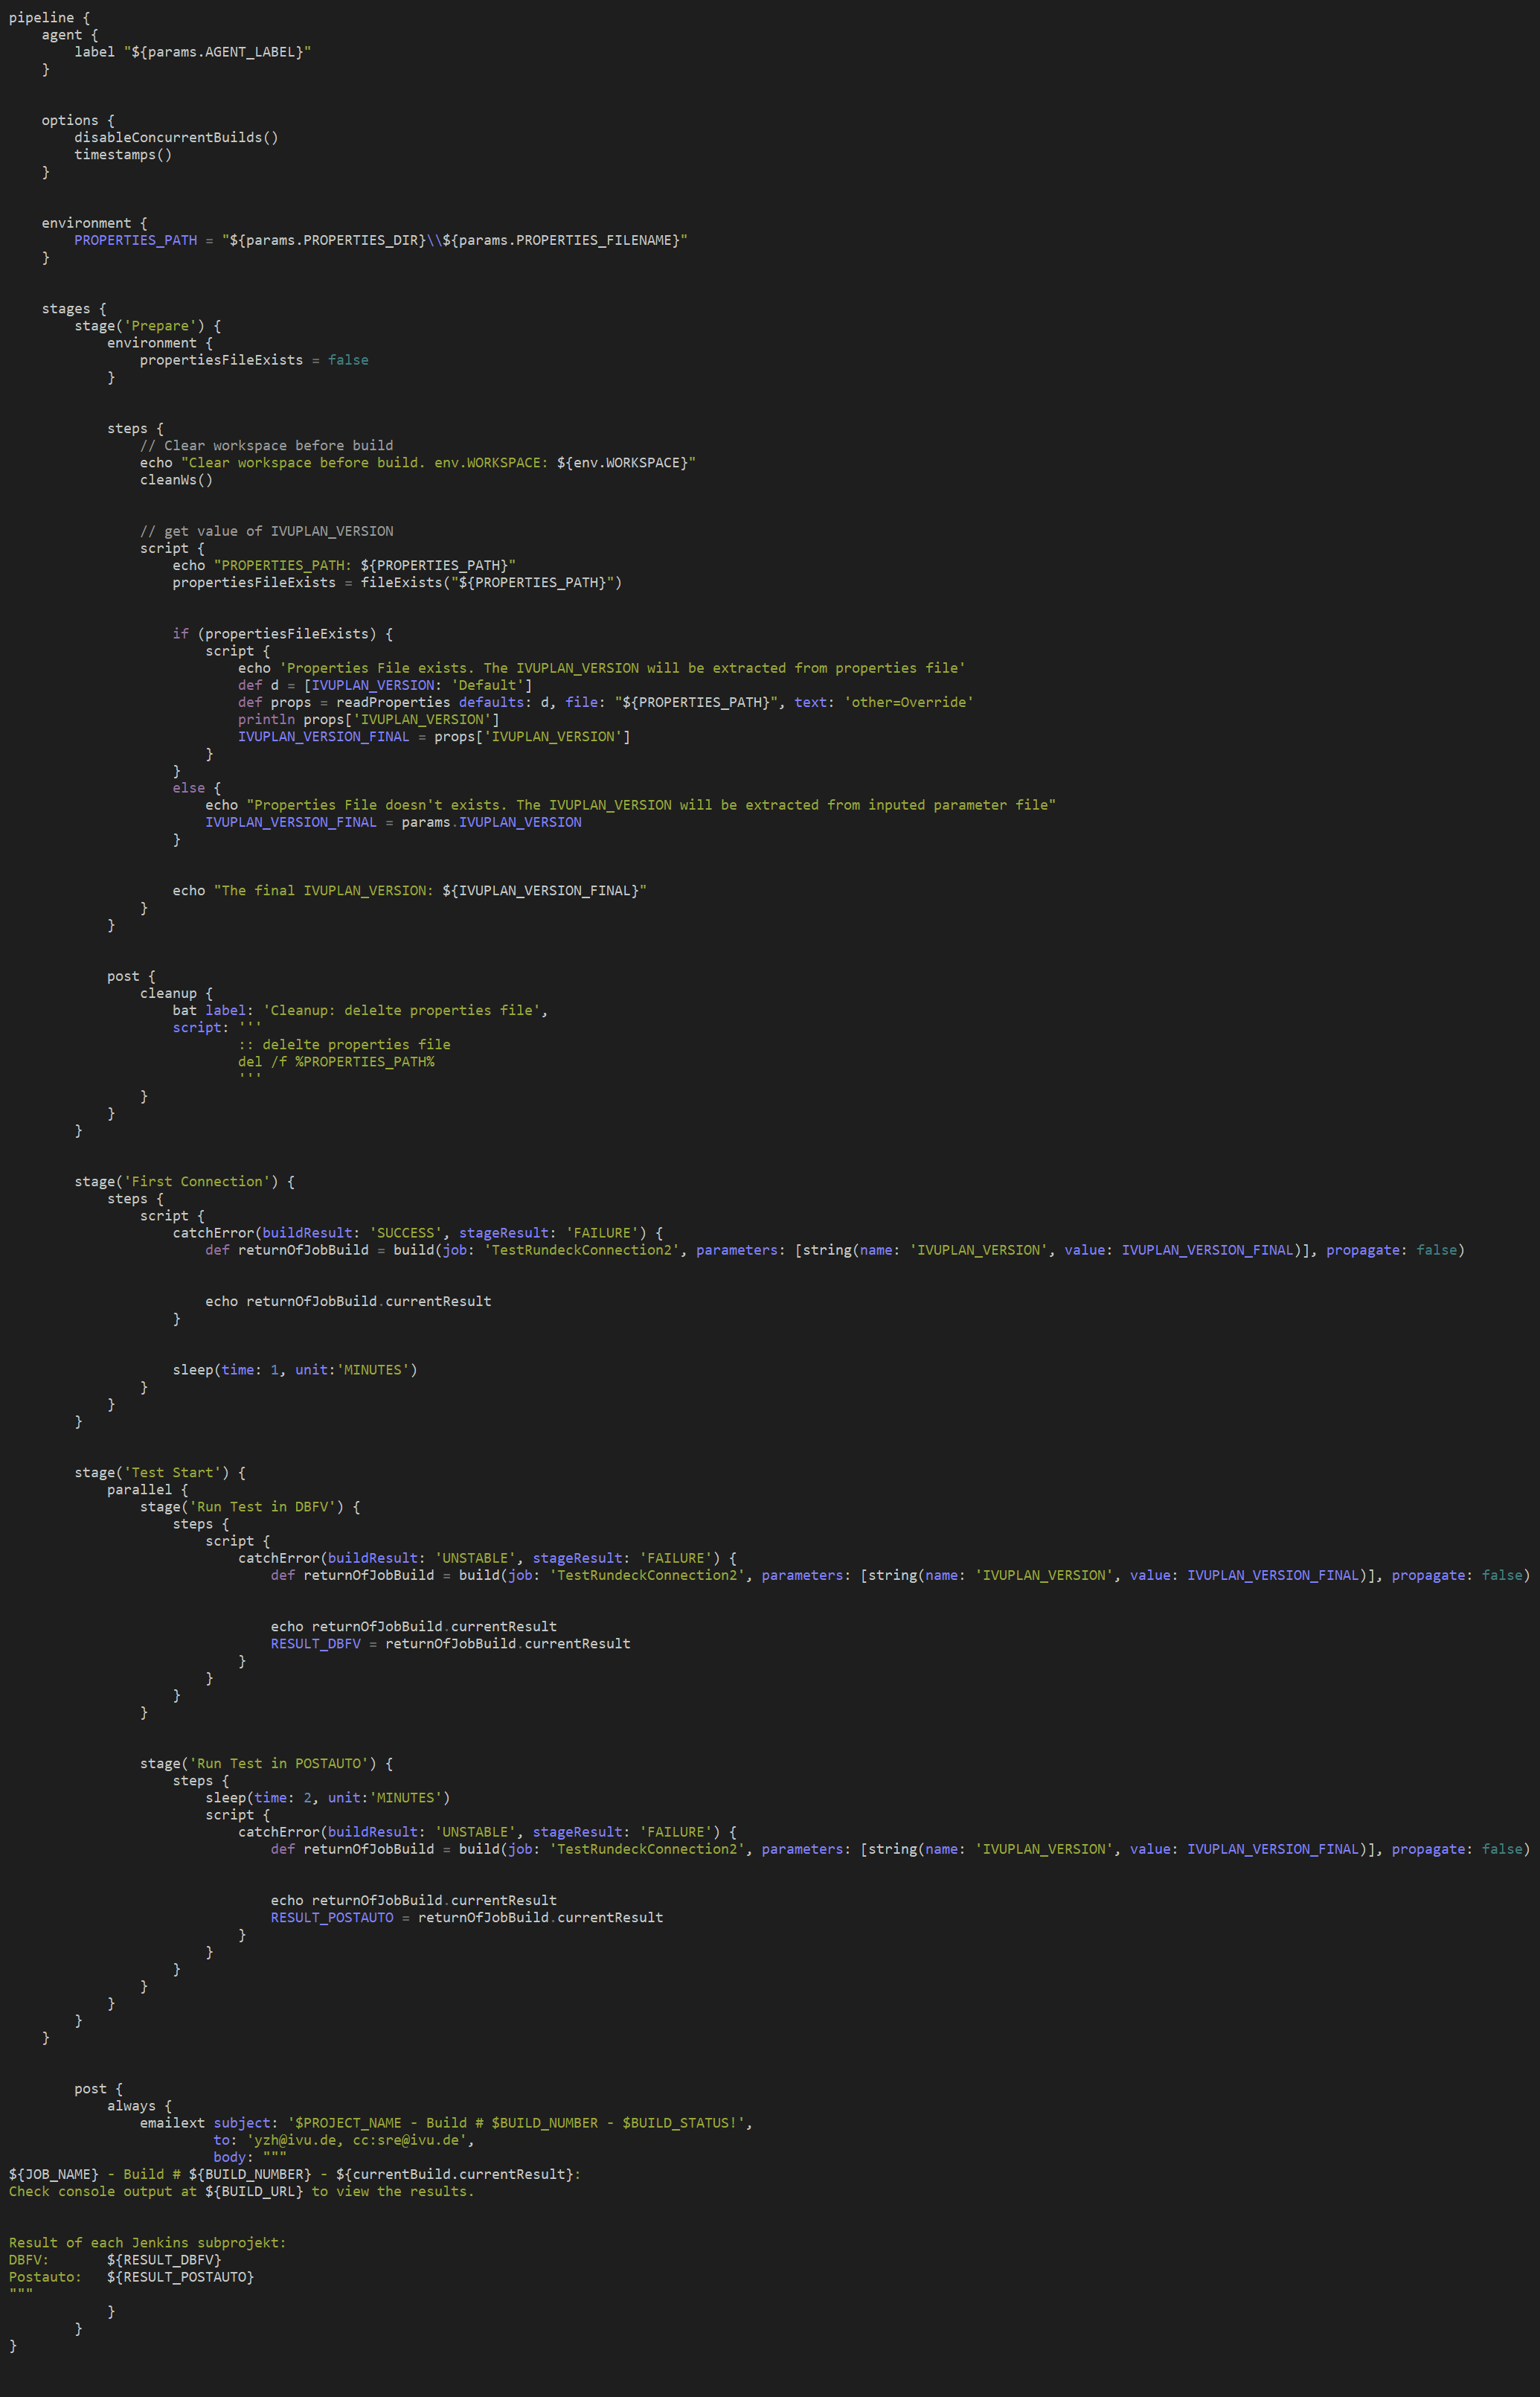 pipeline {
    agent {
        label "${params.AGENT_LABEL}"
    }

    options {
        disableConcurrentBuilds()
        timestamps()
    }

    environment {
        PROPERTIES_PATH = "${params.PROPERTIES_DIR}\\${params.PROPERTIES_FILENAME}"
    }

    stages {
        stage('Prepare') {
            environment {
                propertiesFileExists = false
            }

            steps {
                // Clear workspace before build
                echo "Clear workspace before build. env.WORKSPACE: ${env.WORKSPACE}"
                cleanWs()

                // get value of IVUPLAN_VERSION
                script {
                    echo "PROPERTIES_PATH: ${PROPERTIES_PATH}"
                    propertiesFileExists = fileExists("${PROPERTIES_PATH}")

                    if (propertiesFileExists) {
                        script {
                            echo 'Properties File exists. The IVUPLAN_VERSION will be extracted from properties file'
                            def d = [IVUPLAN_VERSION: 'Default']
                            def props = readProperties defaults: d, file: "${PROPERTIES_PATH}", text: 'other=Override'
                            println props['IVUPLAN_VERSION']
                            IVUPLAN_VERSION_FINAL = props['IVUPLAN_VERSION']
                        }
                    }
                    else {
                        echo "Properties File doesn't exists. The IVUPLAN_VERSION will be extracted from inputed parameter file"
                        IVUPLAN_VERSION_FINAL = params.IVUPLAN_VERSION
                    }

                    echo "The final IVUPLAN_VERSION: ${IVUPLAN_VERSION_FINAL}"
                }
            }

            post {
                cleanup {
                    bat label: 'Cleanup: delelte properties file',
                    script: '''
                            :: delelte properties file
                            del /f %PROPERTIES_PATH%
                            '''
                }
            }
        }

        stage('First Connection') {
            steps {
                script {
                    catchError(buildResult: 'SUCCESS', stageResult: 'FAILURE') {
                        def returnOfJobBuild = build(job: 'TestRundeckConnection2', parameters: [string(name: 'IVUPLAN_VERSION', value: IVUPLAN_VERSION_FINAL)], propagate: false)

                        echo returnOfJobBuild.currentResult
                    }

                    sleep(time: 1, unit:'MINUTES')
                }
            }
        }

        stage('Test Start') {
            parallel {
                stage('Run Test in DBFV') {
                    steps {
                        script {
                            catchError(buildResult: 'UNSTABLE', stageResult: 'FAILURE') {
                                def returnOfJobBuild = build(job: 'TestRundeckConnection2', parameters: [string(name: 'IVUPLAN_VERSION', value: IVUPLAN_VERSION_FINAL)], propagate: false)

                                echo returnOfJobBuild.currentResult
                                RESULT_DBFV = returnOfJobBuild.currentResult
                            }
                        }
                    }
                }

                stage('Run Test in POSTAUTO') {
                    steps {
                        sleep(time: 2, unit:'MINUTES')
                        script {
                            catchError(buildResult: 'UNSTABLE', stageResult: 'FAILURE') {
                                def returnOfJobBuild = build(job: 'TestRundeckConnection2', parameters: [string(name: 'IVUPLAN_VERSION', value: IVUPLAN_VERSION_FINAL)], propagate: false)

                                echo returnOfJobBuild.currentResult
                                RESULT_POSTAUTO = returnOfJobBuild.currentResult
                            }
                        }
                    }
                }
            }
        }
    }

        post {
            always {
                emailext subject: '$PROJECT_NAME - Build # $BUILD_NUMBER - $BUILD_STATUS!',
                         to: 'yzh@ivu.de, cc:sre@ivu.de',
                         body: """
${JOB_NAME} - Build # ${BUILD_NUMBER} - ${currentBuild.currentResult}:
Check console output at ${BUILD_URL} to view the results.

Result of each Jenkins subprojekt:
DBFV:       ${RESULT_DBFV}
Postauto:   ${RESULT_POSTAUTO}
"""
            }
        }
}